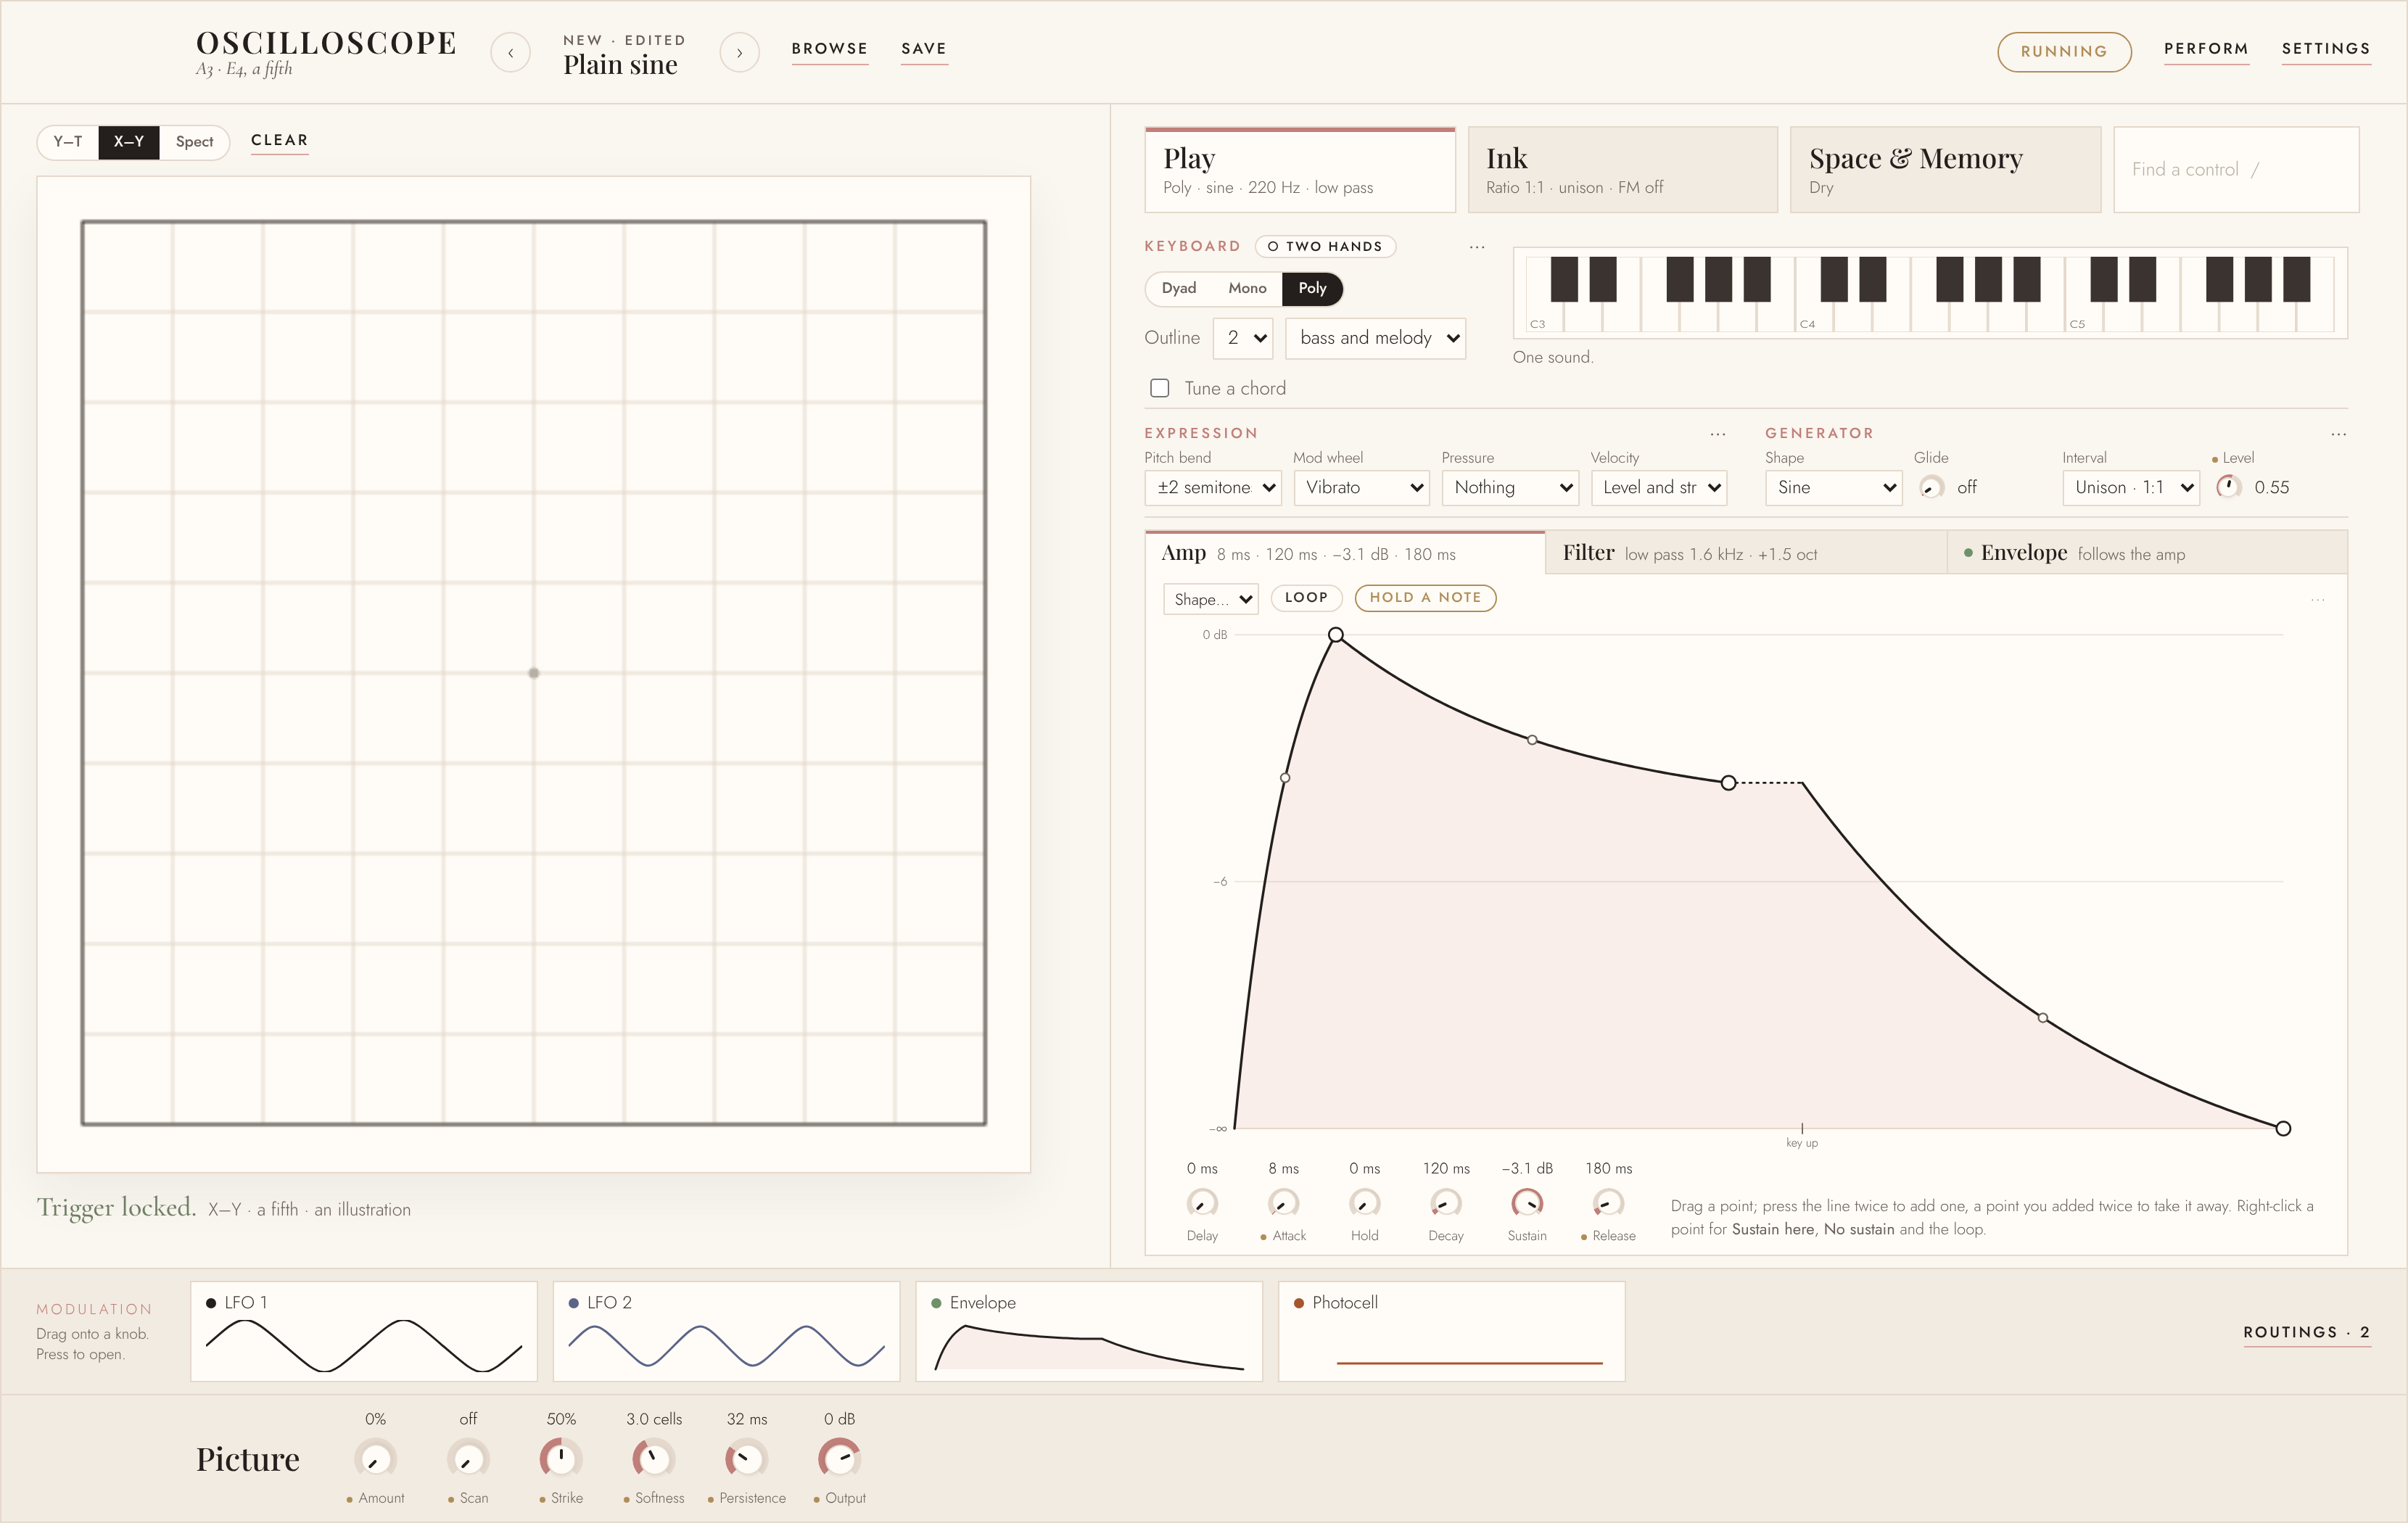 OSCILLOSCOPE
A3 · E4, a fifth
‹
NEW · EDITED
Plain sine
›
BROWSE
SAVE
RUNNING
PERFORM
SETTINGS
Y–T
X–Y
Spect
CLEAR
Trigger locked. X–Y · a fifth · an illustration
Play
Poly · sine · 220 Hz · low pass
Ink
Ratio 1:1 · unison · FM off
Space & Memory
Dry
Find a control /
KEYBOARD
TWO HANDS
...
Dyad
Mono
Poly
Outline
2
bass and melody
Tune a chord
C3
C4
C5
One sound.
EXPRESSION
...
Pitch bend
Mod wheel
Pressure
Velocity
±2 semitone
Vibrato
Nothing
Level and str
GENERATOR
...
Shape
Glide
Interval
Level
Sine
off
Unison · 1:1
0.55
Amp 8 ms · 120 ms · −3.1 dB · 180 ms
Filter low pass 1.6 kHz · +1.5 oct
Envelope follows the amp
Shape...
LOOP
HOLD A NOTE
...
0 dB
−6
−∞
key up
0 ms
8 ms
0 ms
120 ms
−3.1 dB
180 ms
Delay
Attack
Hold
Decay
Sustain
Release
Drag a point; press the line twice to add one, a point you added twice to take it away. Right-click a
point for Sustain here, No sustain and the loop.
MODULATION
Drag onto a knob.
Press to open.
LFO 1
LFO 2
Envelope
Photocell
ROUTINGS · 2
Picture
0%
off
50%
3.0 cells
32 ms
0 dB
Amount
Scan
Strike
Softness
Persistence
Output